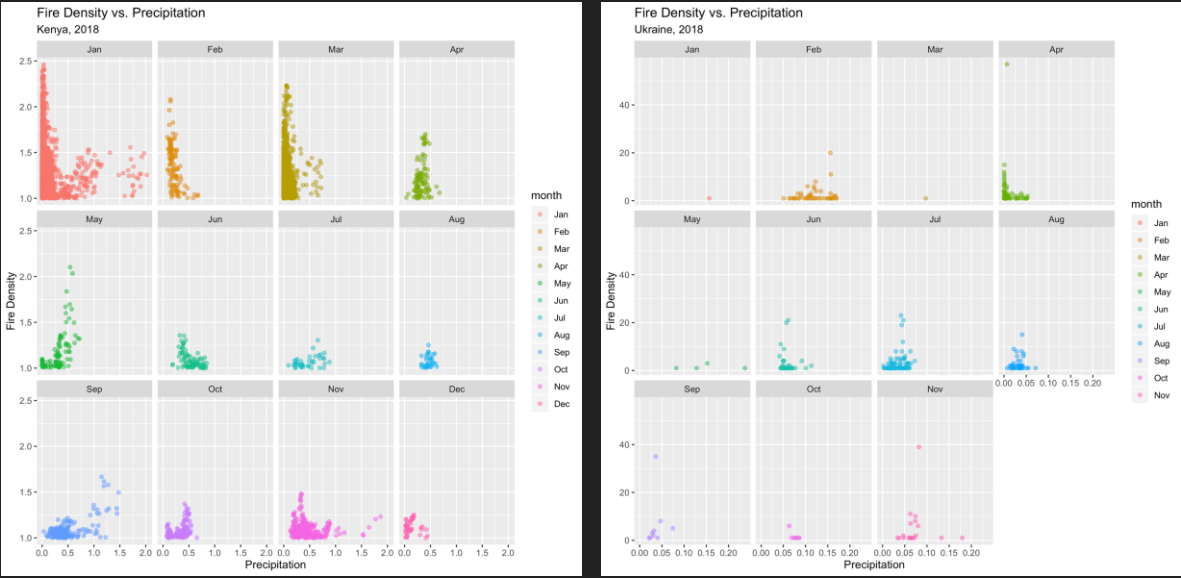 Fire Density vs. Precipitation
Kenya, 2018
Jan Feb Mar Apr
2.5
2.0
1.5
1.0
May Jun Jul Aug
2.5
2.0
1.5
1.0
Sep Oct Nov Dec
2.5
2.0
1.5
1.0
0.0 0.5 1.0 1.5 2.0 0.0 0.5 1.0 1.5 2.0 0.0 0.5 1.0 1.5 2.0 0.0 0.5 1.0 1.5 2.0
Precipitation
Fire Density
month
Jan
Feb
Mar
Apr
May
Jun
Jul
Aug
Sep
Oct
Nov
Dec
Fire Density vs. Precipitation
Ukraine, 2018
Jan Feb Mar Apr
40
20
0
May Jun Jul Aug
40
20
0
0.00 0.05 0.10 0.15 0.20
Sep Oct Nov
40
20
0
0.00 0.05 0.10 0.15 0.20 0.00 0.05 0.10 0.15 0.20 0.00 0.05 0.10 0.15 0.20
Precipitation
Fire Density
month
Jan
Feb
Mar
Apr
May
Jun
Jul
Aug
Sep
Oct
Nov